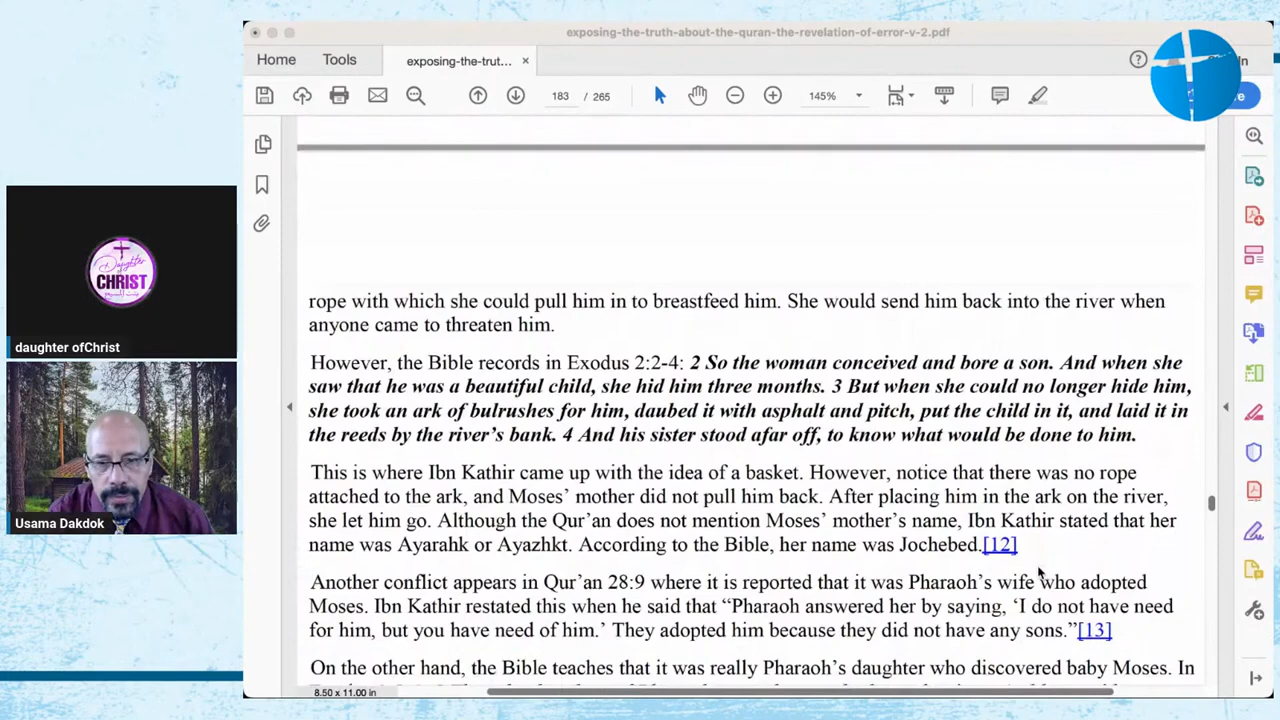 exposing-the-truth-about-the-quran-the-revelation-of-error-v-2.pdf
Home
Tools
exposing-the-trut...
183 / 265
145%
Daughter of
CHRIST
daughter ofChrist
Usama Dakdok
rope with which she could pull him in to breastfeed him. She would send him back into the river when
anyone came to threaten him.
However, the Bible records in Exodus 2:2-4: 2 So the woman conceived and bore a son. And when she
saw that he was a beautiful child, she hid him three months. 3 But when she could no longer hide him,
she took an ark of bulrushes for him, daubed it with asphalt and pitch, put the child in it, and laid it in
the reeds by the river’s bank. 4 And his sister stood afar off, to know what would be done to him.
This is where Ibn Kathir came up with the idea of a basket. However, notice that there was no rope
attached to the ark, and Moses’ mother did not pull him back. After placing him in the ark on the river,
she let him go. Although the Qur’an does not mention Moses’ mother’s name, Ibn Kathir stated that her
name was Ayarahk or Ayazhkt. According to the Bible, her name was Jochebed.[12]
Another conflict appears in Qur’an 28:9 where it is reported that it was Pharaoh’s wife who adopted
Moses. Ibn Kathir restated this when he said that “Pharaoh answered her by saying, ‘I do not have need
for him, but you have need of him.’ They adopted him because they did not have any sons.”[13]
On the other hand, the Bible teaches that it was really Pharaoh’s daughter who discovered baby Moses. In
8.50 x 11.00 in